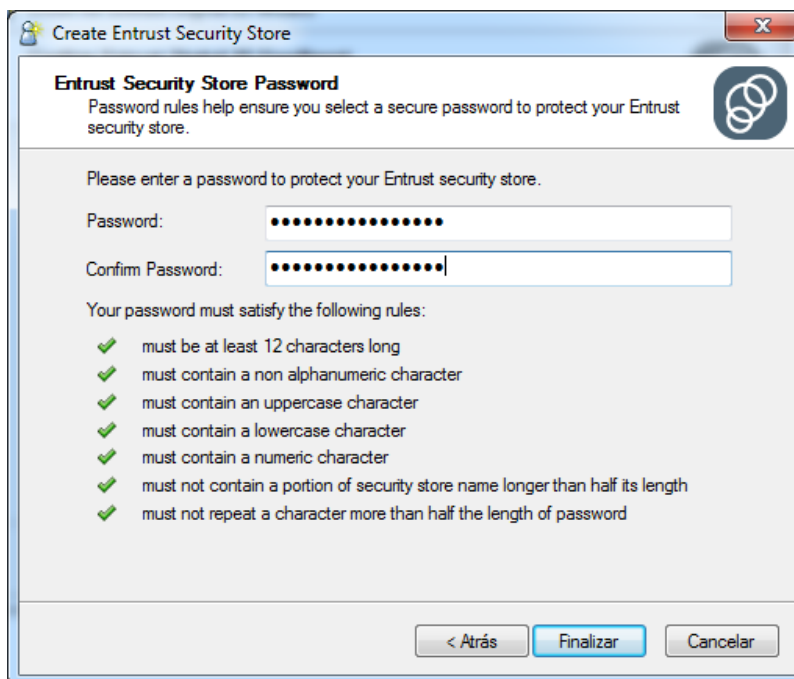 Create Entrust Security Store
Entrust Security Store Password
Password rules help ensure you select a secure password to protect your Entrust
security store.
Please enter a password to protect your Entrust security store.
Password: ●●●●●●●●●●●●●●●●
Confirm Password: ●●●●●●●●●●●●●●●●
Your password must satisfy the following rules:
must be at least 12 characters long
must contain a non alphanumeric character
must contain an uppercase character
must contain a lowercase character
must contain a numeric character
must not contain a portion of security store name longer than half its length
must not repeat a character more than half the length of password
< Atrás Finalizar Cancelar